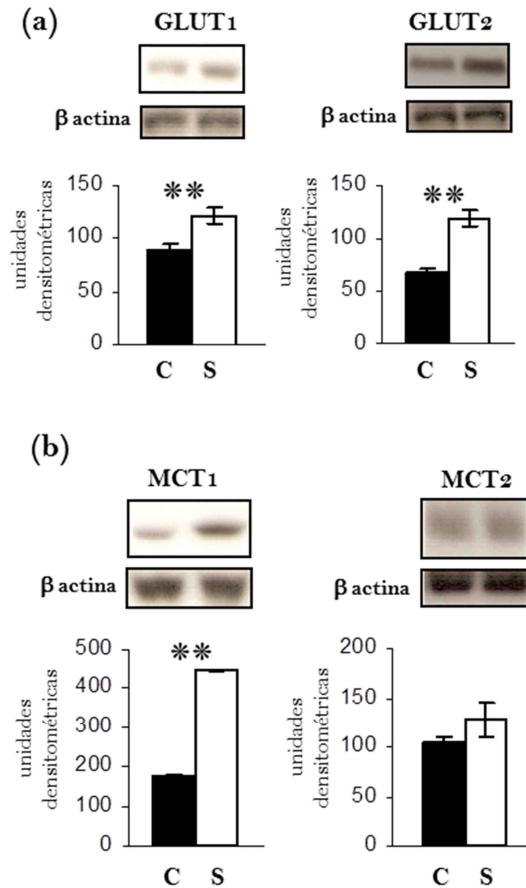 (a)
GLUT1
GLUT2
β actina
unidades
densitométricas
150
100
50
0
**
C S
unidades
densitométricas
150
100
50
0
**
C S
(b)
MCT1
MCT2
β actina
β actina
unidades
densitométricas
500
400
300
200
100
0
**
C S
unidades
densitométricas
200
150
100
50
0
C S